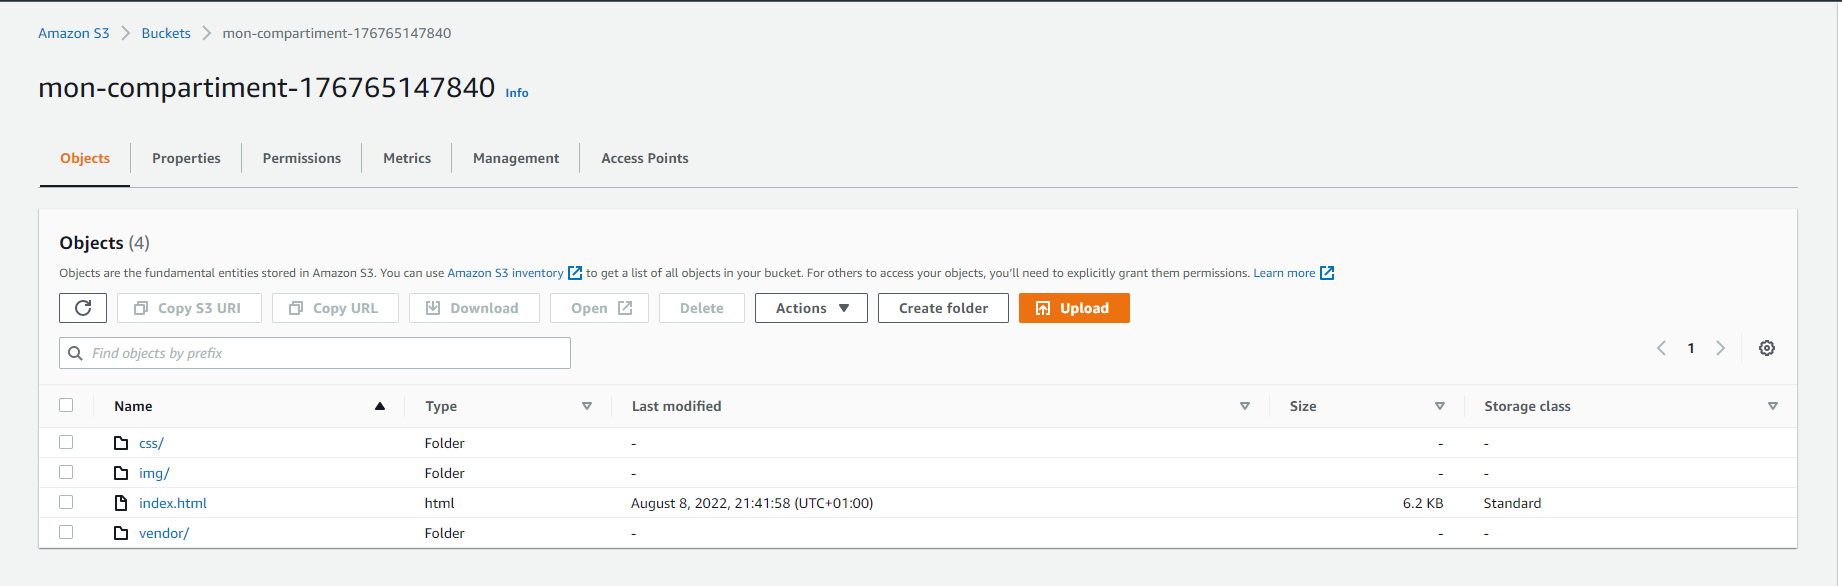 Amazon S3 > Buckets > mon-compartiment-176765147840
mon-compartiment-176765147840 Info
Objects Properties Permissions Metrics Management Access Points
Objects (4)
Objects are the fundamental entities stored in Amazon S3. You can use Amazon S3 inventory to get a list of all objects in your bucket. For others to access your objects, you'll need to explicitly grant them permissions. Learn more
Copy S3 URI Copy URL Download Open Delete Actions Create folder Upload
Find objects by prefix 1
Name Type Last modified Size Storage class
css/ Folder - - -
img/ Folder - - -
index.html html August 8, 2022, 21:41:58 (UTC+01:00) 6.2 KB Standard
vendor/ Folder - - -